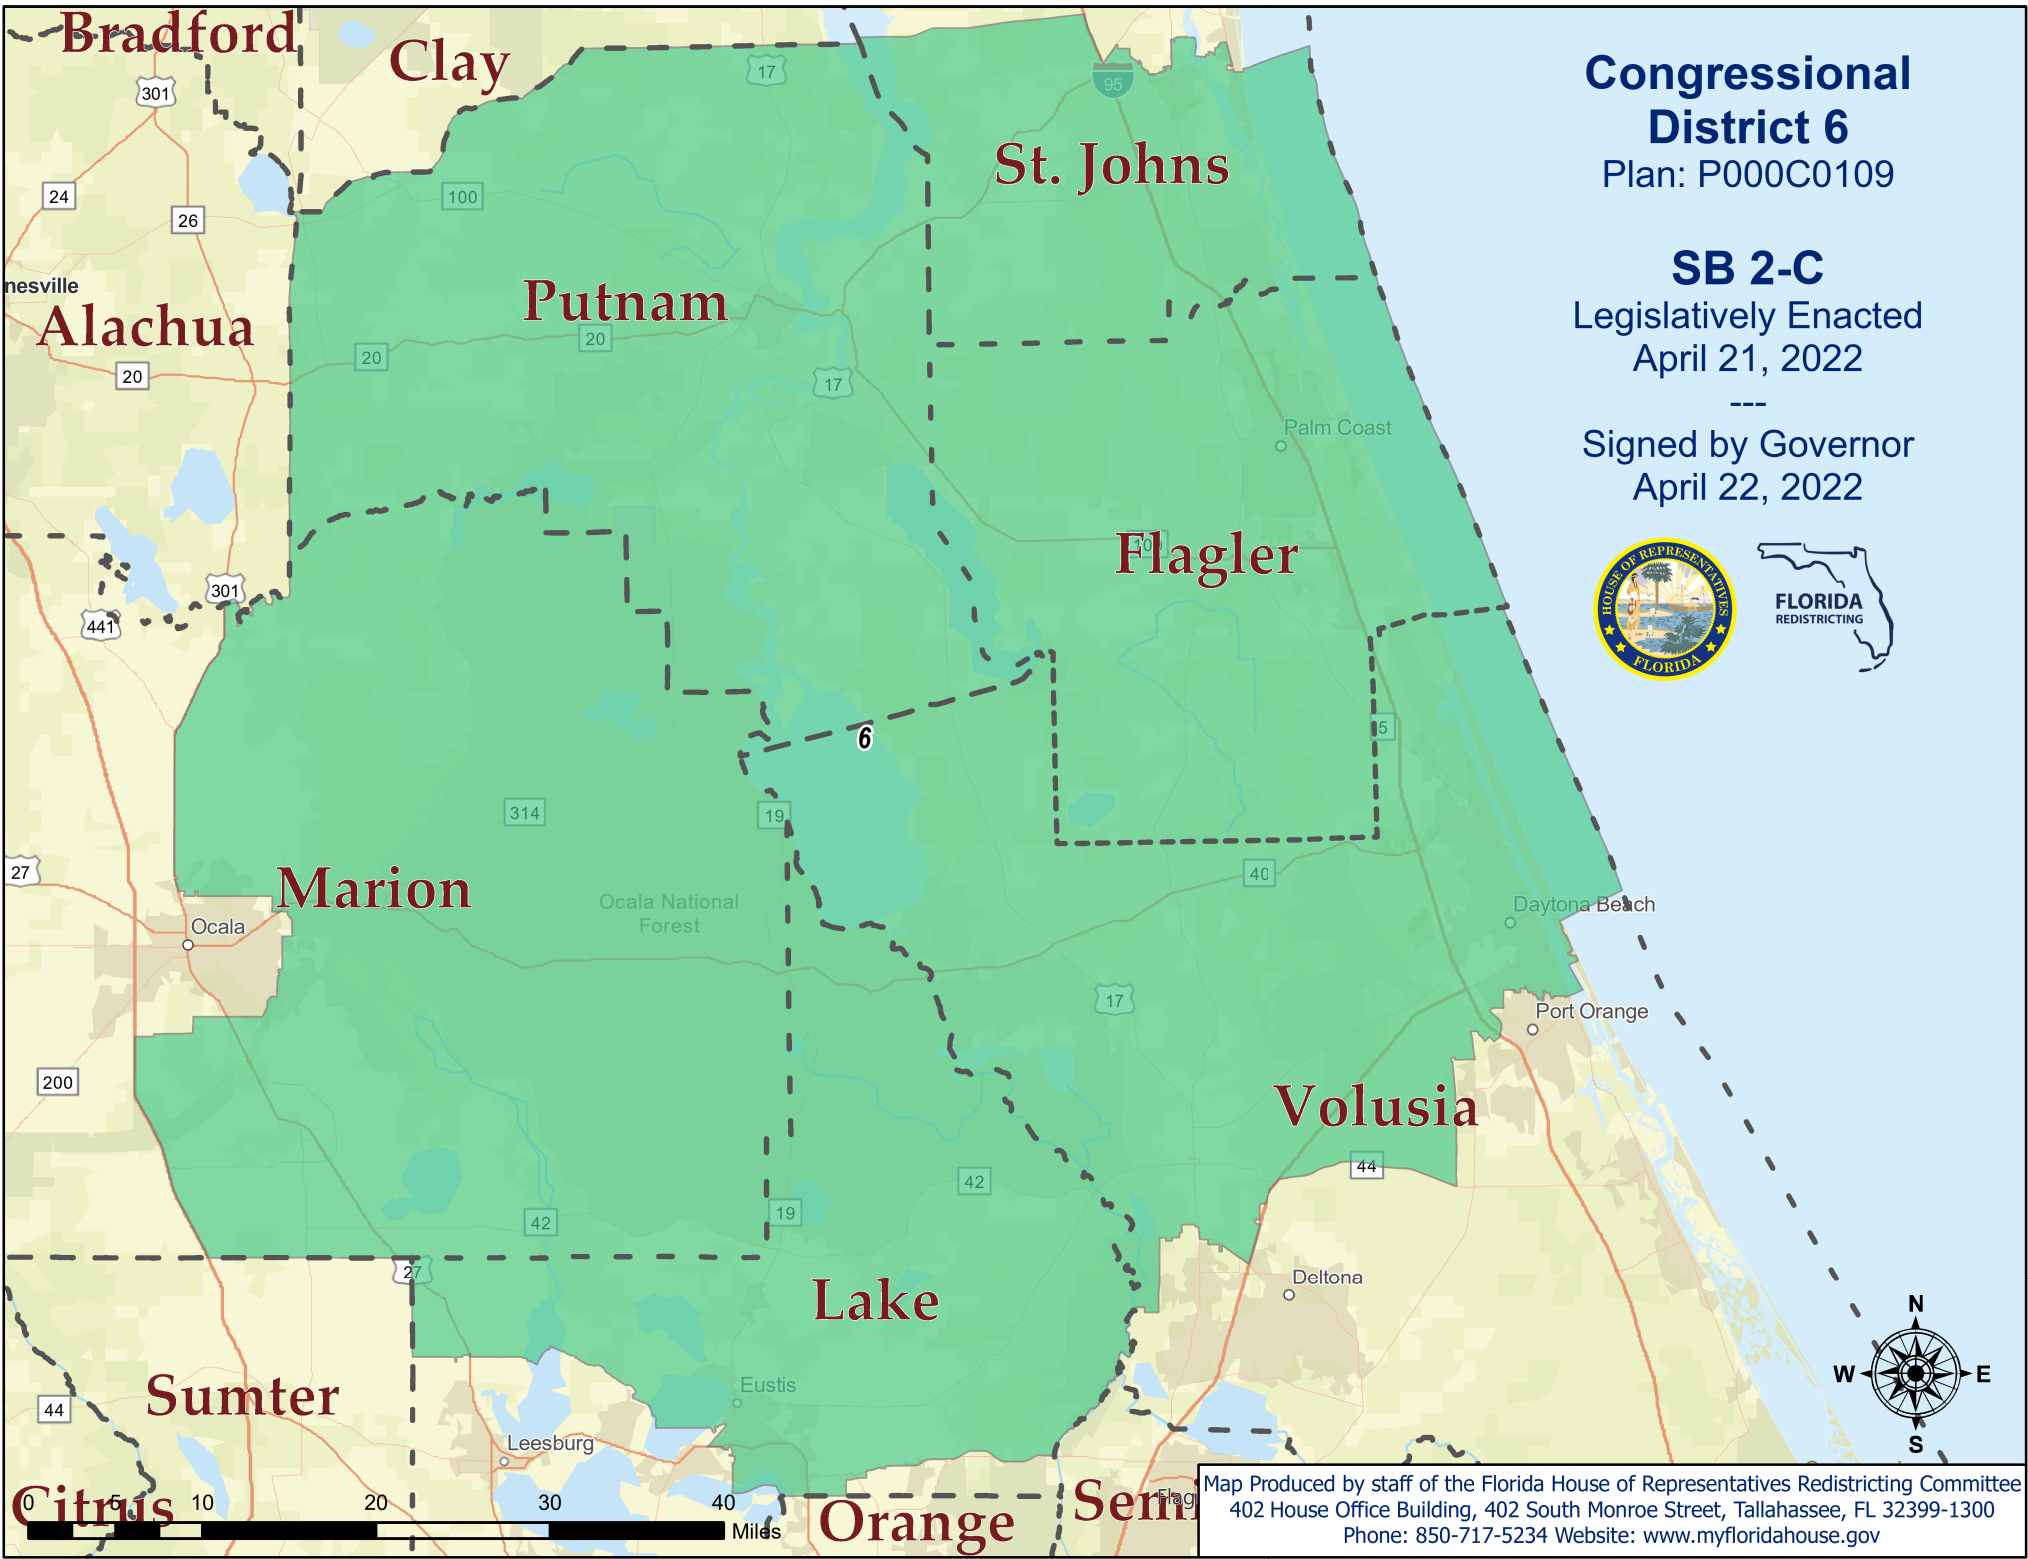 Bradford
Clay
St. Johns
Putnam
Alachua
Flagler
Marion
Volusia
Lake
Sumter
Citrus
Orange
Semi
Congressional
District 6
Plan: P000C0109
SB 2-C
Legislatively Enacted
April 21, 2022
---
Signed by Governor
April 22, 2022
HOUSE OF REPRESENTATIVES
FLORIDA
FLORIDA
REDISTRICTING
301
17
95
24
100
26
nesville
20
20
20
17
Palm Coast
100
301
441
6
5
314
19
27
40
Ocala National
Forest
Daytona Beach
Ocala
17
Port Orange
200
44
42
42
19
27
Deltona
Eustis
44
Leesburg
Flag
N
W
E
S
0
5
10
20
30
40
Miles
Map Produced by staff of the Florida House of Representatives Redistricting Committee
402 House Office Building, 402 South Monroe Street, Tallahassee, FL 32399-1300
Phone: 850-717-5234 Website: www.myfloridahouse.gov